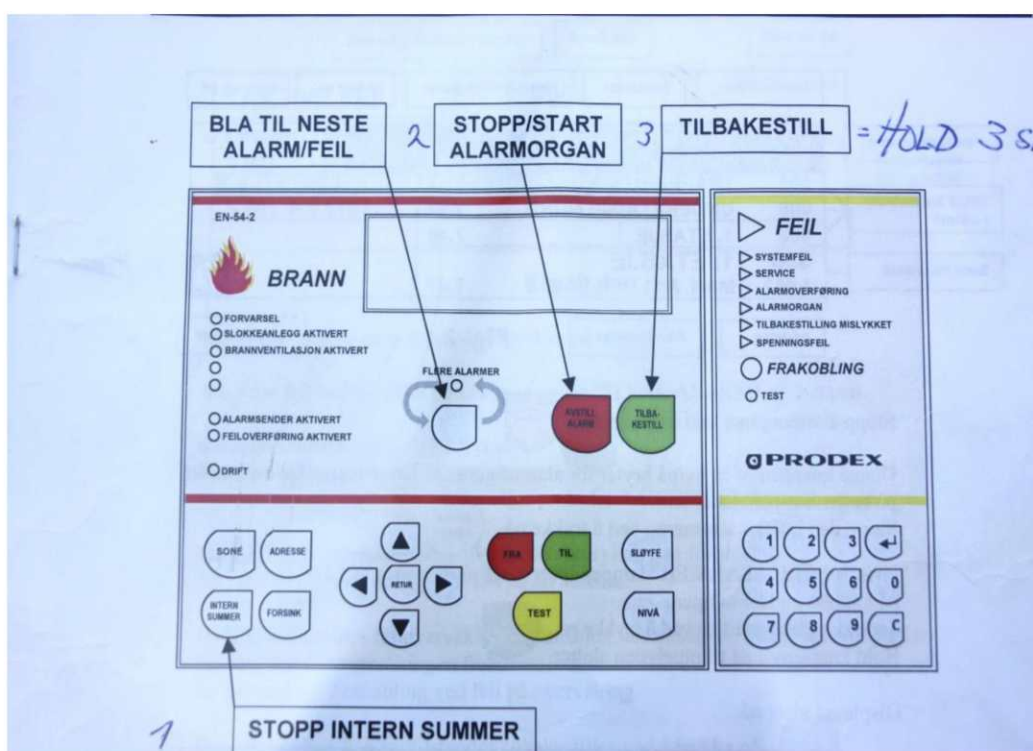 BLA TIL NESTE
ALARM/FEIL
2
STOPP/START
ALARMORGAN
3
TILBAKESTILL
= HOLD 3 S
EN-54-2
BRANN
FORVARSEL
SLOKKEANLEGG AKTIVERT
BRANNVENTILASJON AKTIVERT
FLERE ALARMER
AVSTILL
ALARM
TILBA-
KESTILL
ALARMSENDER AKTIVERT
FEILOVERFØRING AKTIVERT
DRIFT
FEIL
SYSTEMFEIL
SERVICE
ALARMOVERFØRING
ALARMORGAN
TILBAKESTILLING MISLYKKET
SPENNINGSFEIL
FRAKOBLING
TEST
PRODEX
SONE
ADRESSE
INTERN
SUMMER
FORSINK
RETUR
FRA
TIL
TEST
SLØYFE
NIVÅ
1 2 3
4 5 6 0
7 8 9 C
1
STOPP INTERN SUMMER